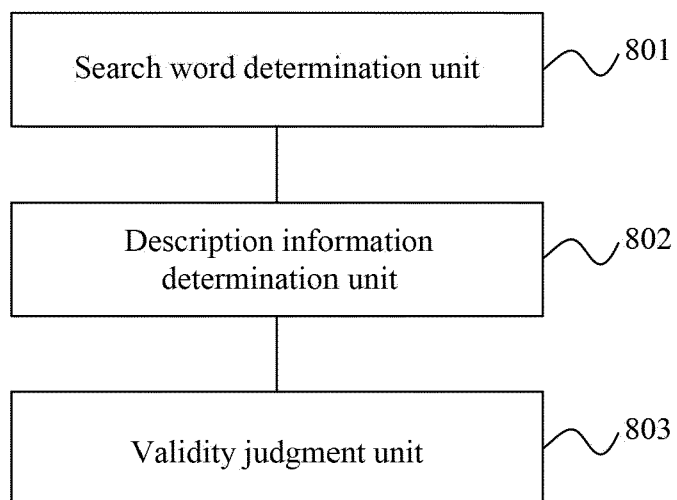 Search word determination unit
801
Description information
determination unit
802
Validity judgment unit
803